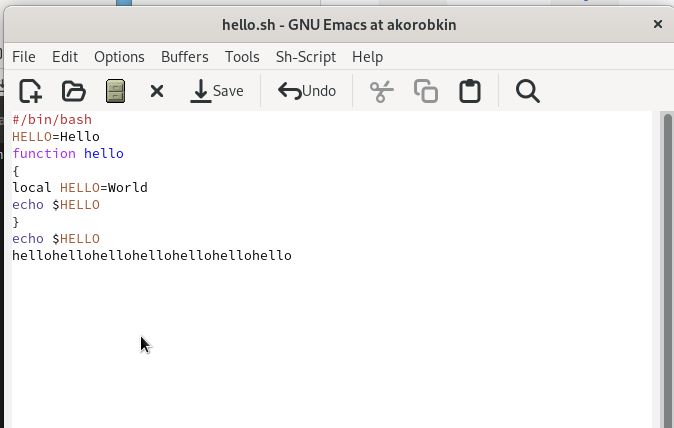 hello.sh - GNU Emacs at akorobkin
File Edit Options Buffers Tools Sh-Script Help
Save Undo
#/bin/bash
HELLO=Hello
function hello
{
local HELLO=World
echo $HELLO
}
echo $HELLO
hellohellohellohellohellohellohello